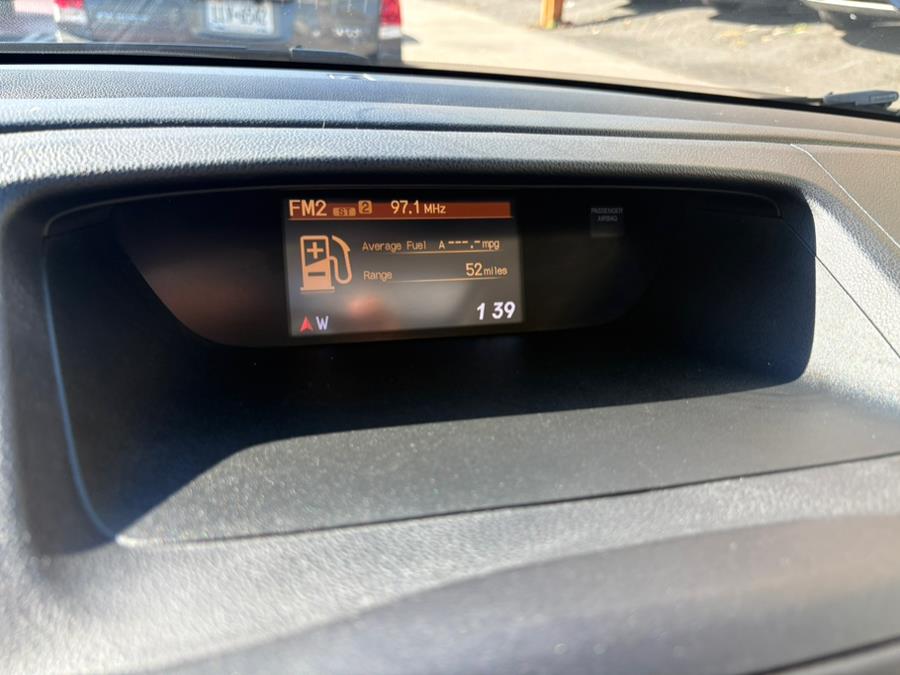 FM2 ST 2 97.1 MHz
Average Fuel A ---.- mpg
Range 52 miles
W 1 39
PASSENGER
AIRBAG